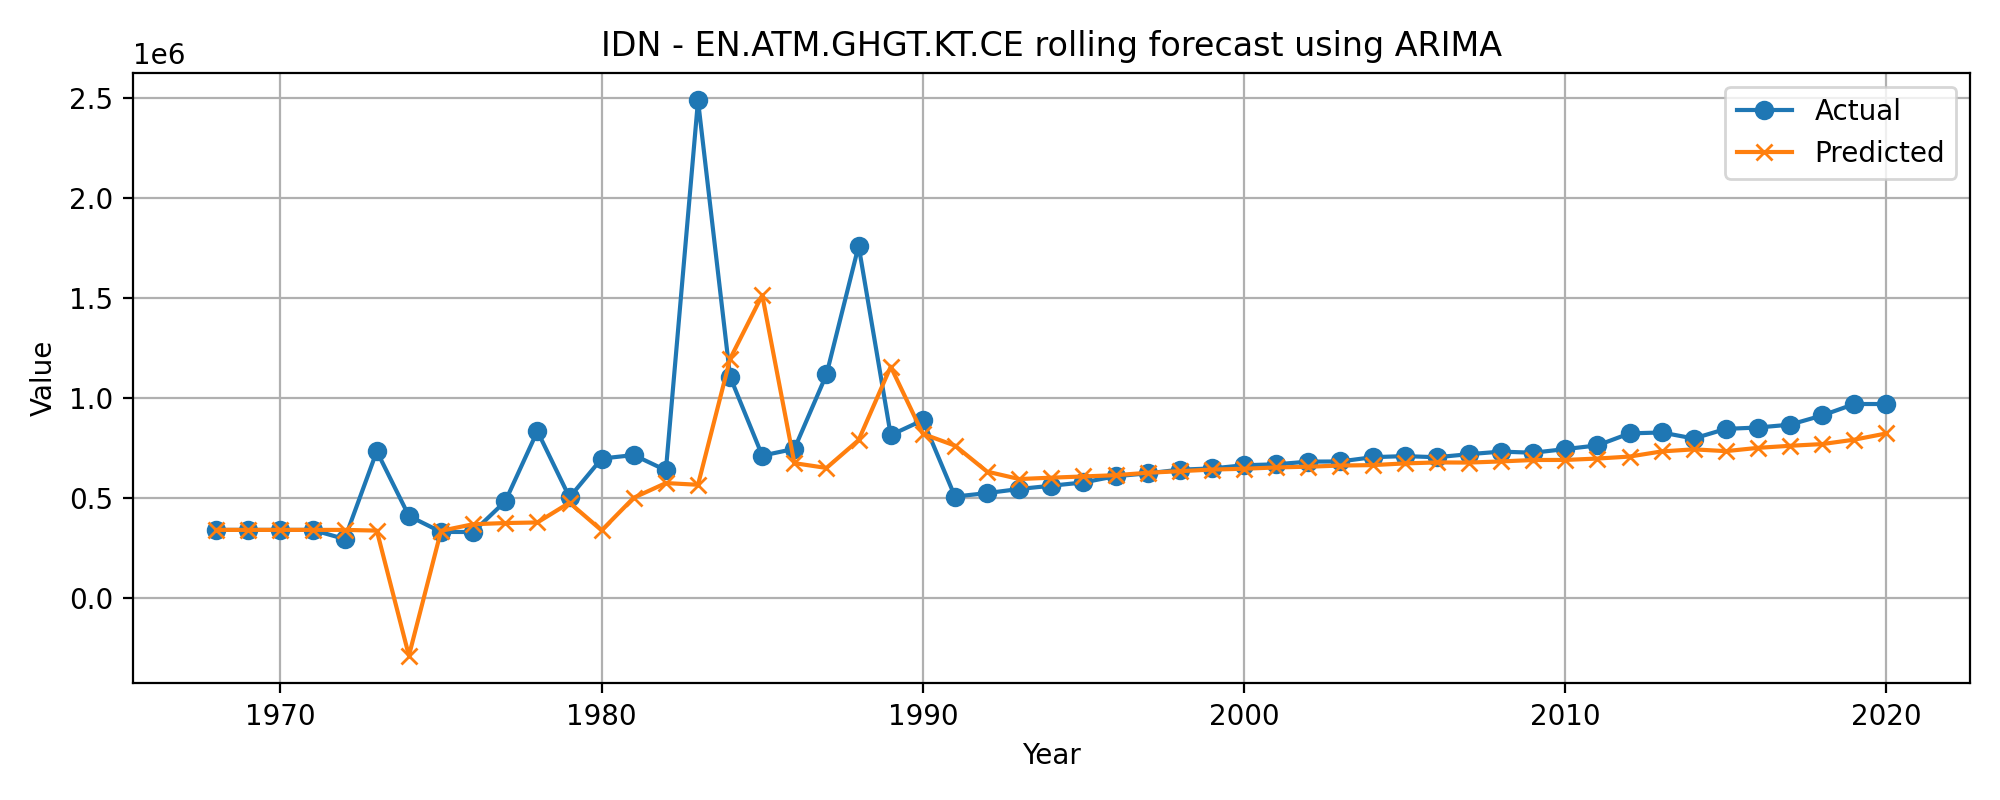 IDN - EN.ATM.GHGT.KT.CE rolling forecast using ARIMA
1e6
2.5
2.0
1.5
1.0
0.5
0.0
Value
Actual
Predicted
1970 1980 1990 2000 2010 2020
Year